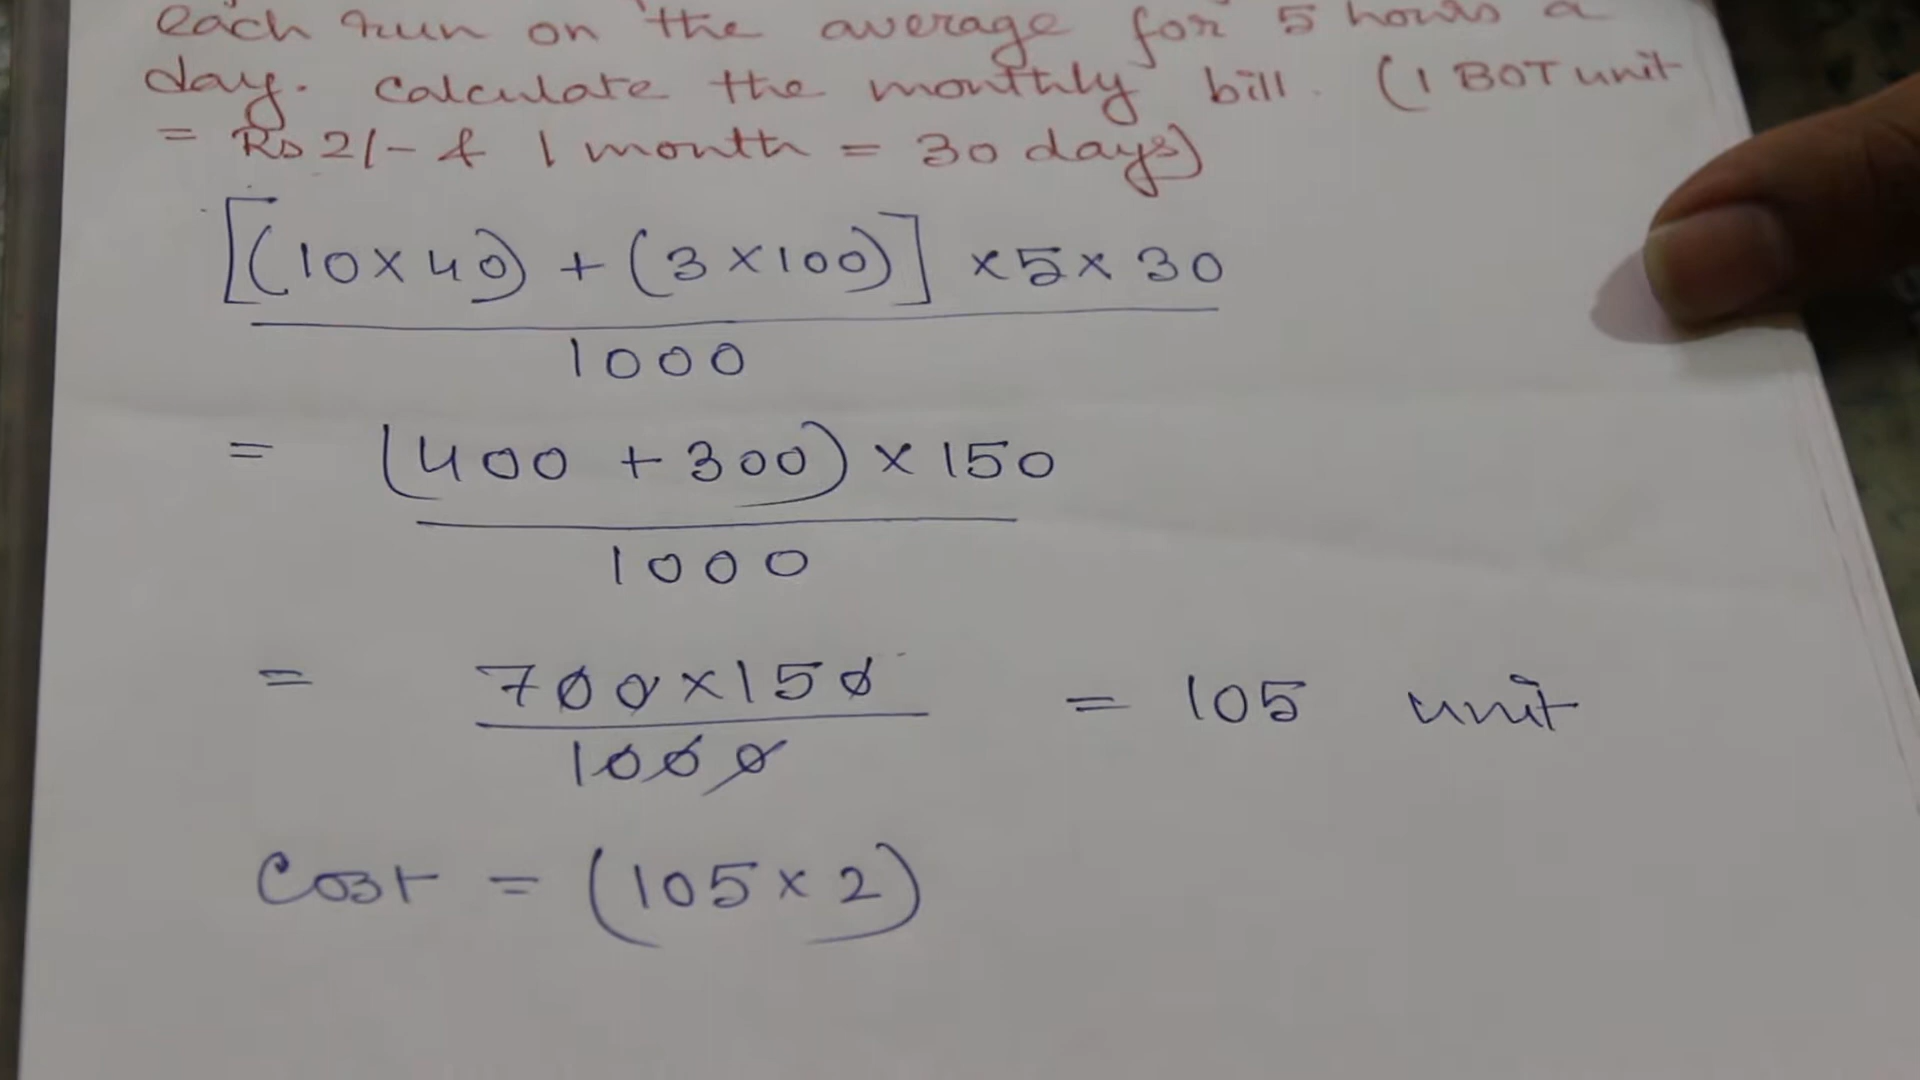 each run on the average for 5 hours a
day. Calculate the monthly bill. (1 BOT unit
= Rs 2/- & 1 month = 30 days)
[(10×40) + (3×100)] ×5×30
1000
= (400 + 300) × 150
1000
= 700×150 = 105 unit
1000
Cost = (105×2)